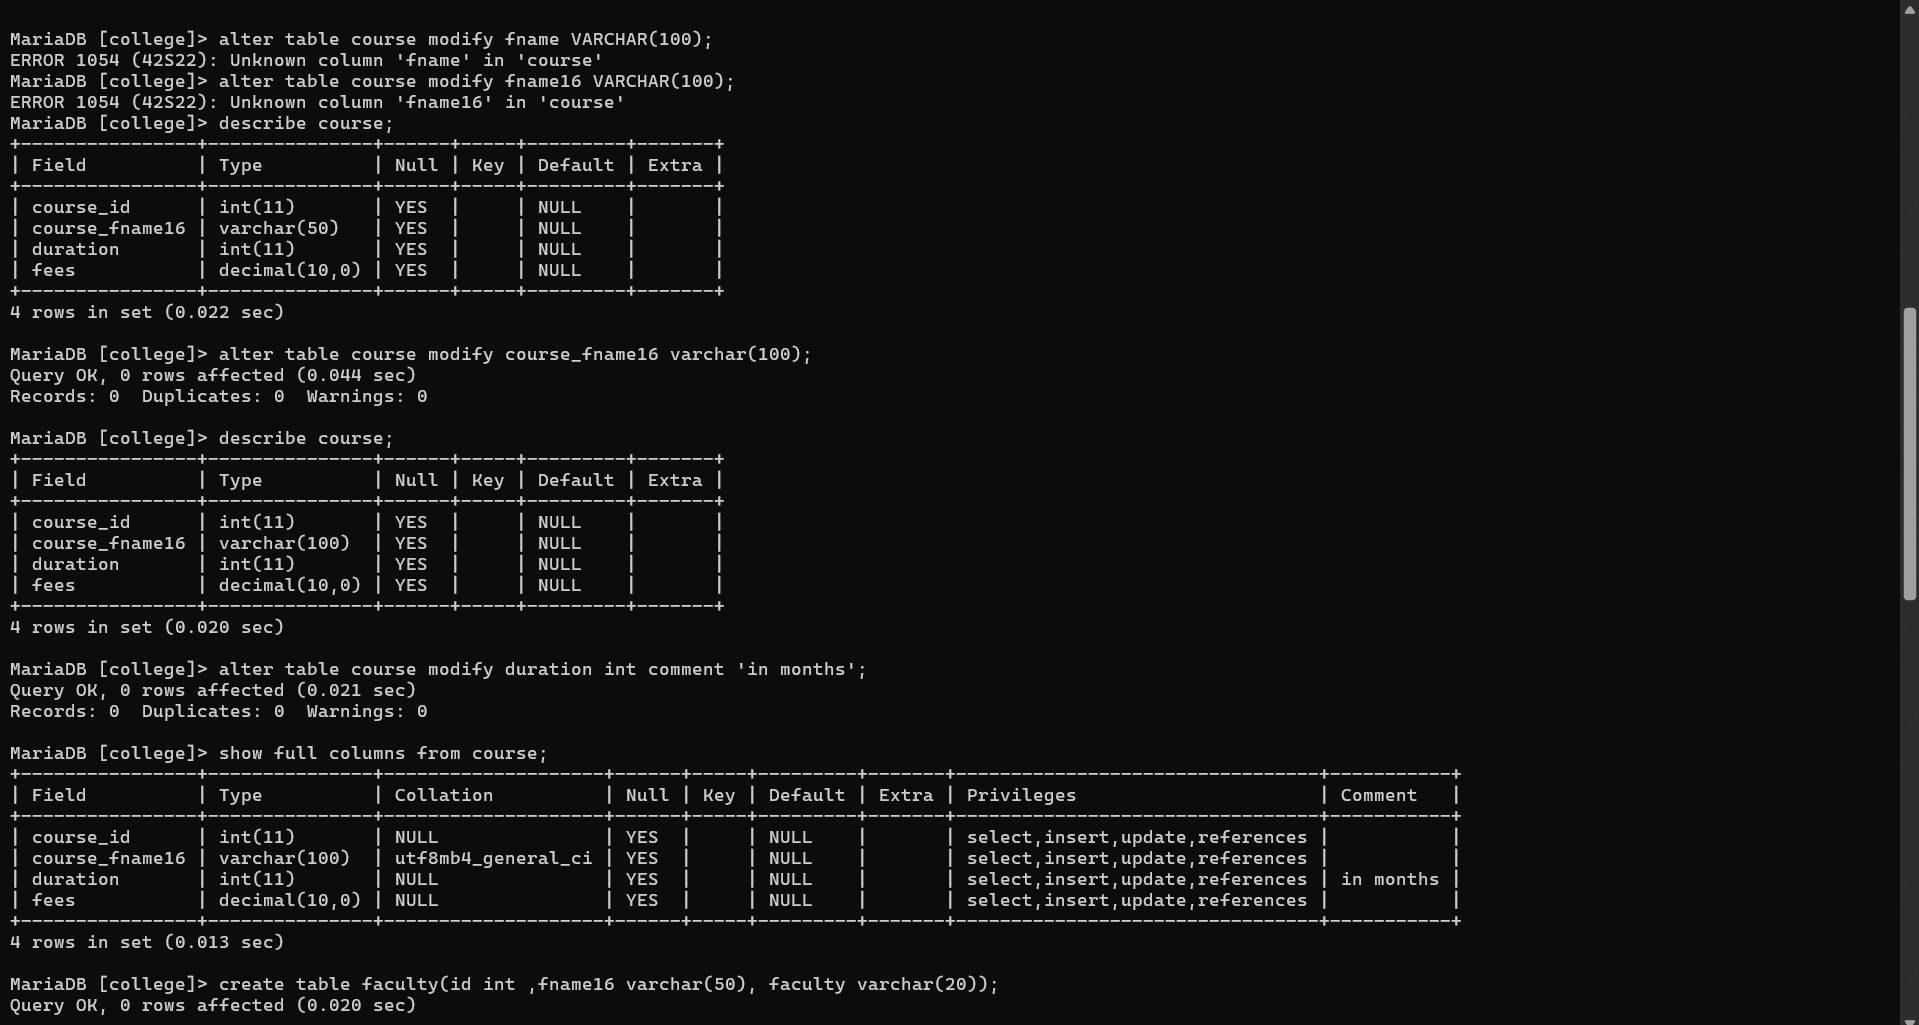 MariaDB [college]> alter table course modify fname VARCHAR(100);
ERROR 1054 (42S22): Unknown column 'fname' in 'course'
MariaDB [college]> alter table course modify fname16 VARCHAR(100);
ERROR 1054 (42S22): Unknown column 'fname16' in 'course'
MariaDB [college]> describe course;
+----------------+---------------+------+-----+---------+-------+
| Field          | Type          | Null | Key | Default | Extra |
+----------------+---------------+------+-----+---------+-------+
| course_id      | int(11)       | YES  |     | NULL    |       |
| course_fname16 | varchar(50)   | YES  |     | NULL    |       |
| duration       | int(11)       | YES  |     | NULL    |       |
| fees           | decimal(10,0) | YES  |     | NULL    |       |
+----------------+---------------+------+-----+---------+-------+
4 rows in set (0.022 sec)

MariaDB [college]> alter table course modify course_fname16 varchar(100);
Query OK, 0 rows affected (0.044 sec)
Records: 0  Duplicates: 0  Warnings: 0

MariaDB [college]> describe course;
+----------------+---------------+------+-----+---------+-------+
| Field          | Type          | Null | Key | Default | Extra |
+----------------+---------------+------+-----+---------+-------+
| course_id      | int(11)       | YES  |     | NULL    |       |
| course_fname16 | varchar(100)  | YES  |     | NULL    |       |
| duration       | int(11)       | YES  |     | NULL    |       |
| fees           | decimal(10,0) | YES  |     | NULL    |       |
+----------------+---------------+------+-----+---------+-------+
4 rows in set (0.020 sec)

MariaDB [college]> alter table course modify duration int comment 'in months';
Query OK, 0 rows affected (0.021 sec)
Records: 0  Duplicates: 0  Warnings: 0

MariaDB [college]> show full columns from course;
+----------------+---------------+--------------------+------+-----+---------+-------+---------------------------------+-----------+
| Field          | Type          | Collation          | Null | Key | Default | Extra | Privileges                      | Comment   |
+----------------+---------------+--------------------+------+-----+---------+-------+---------------------------------+-----------+
| course_id      | int(11)       | NULL               | YES  |     | NULL    |       | select,insert,update,references |           |
| course_fname16 | varchar(100)  | utf8mb4_general_ci | YES  |     | NULL    |       | select,insert,update,references |           |
| duration       | int(11)       | NULL               | YES  |     | NULL    |       | select,insert,update,references | in months |
| fees           | decimal(10,0) | NULL               | YES  |     | NULL    |       | select,insert,update,references |           |
+----------------+---------------+--------------------+------+-----+---------+-------+---------------------------------+-----------+
4 rows in set (0.013 sec)

MariaDB [college]> create table faculty(id int ,fname16 varchar(50), faculty varchar(20));
Query OK, 0 rows affected (0.020 sec)